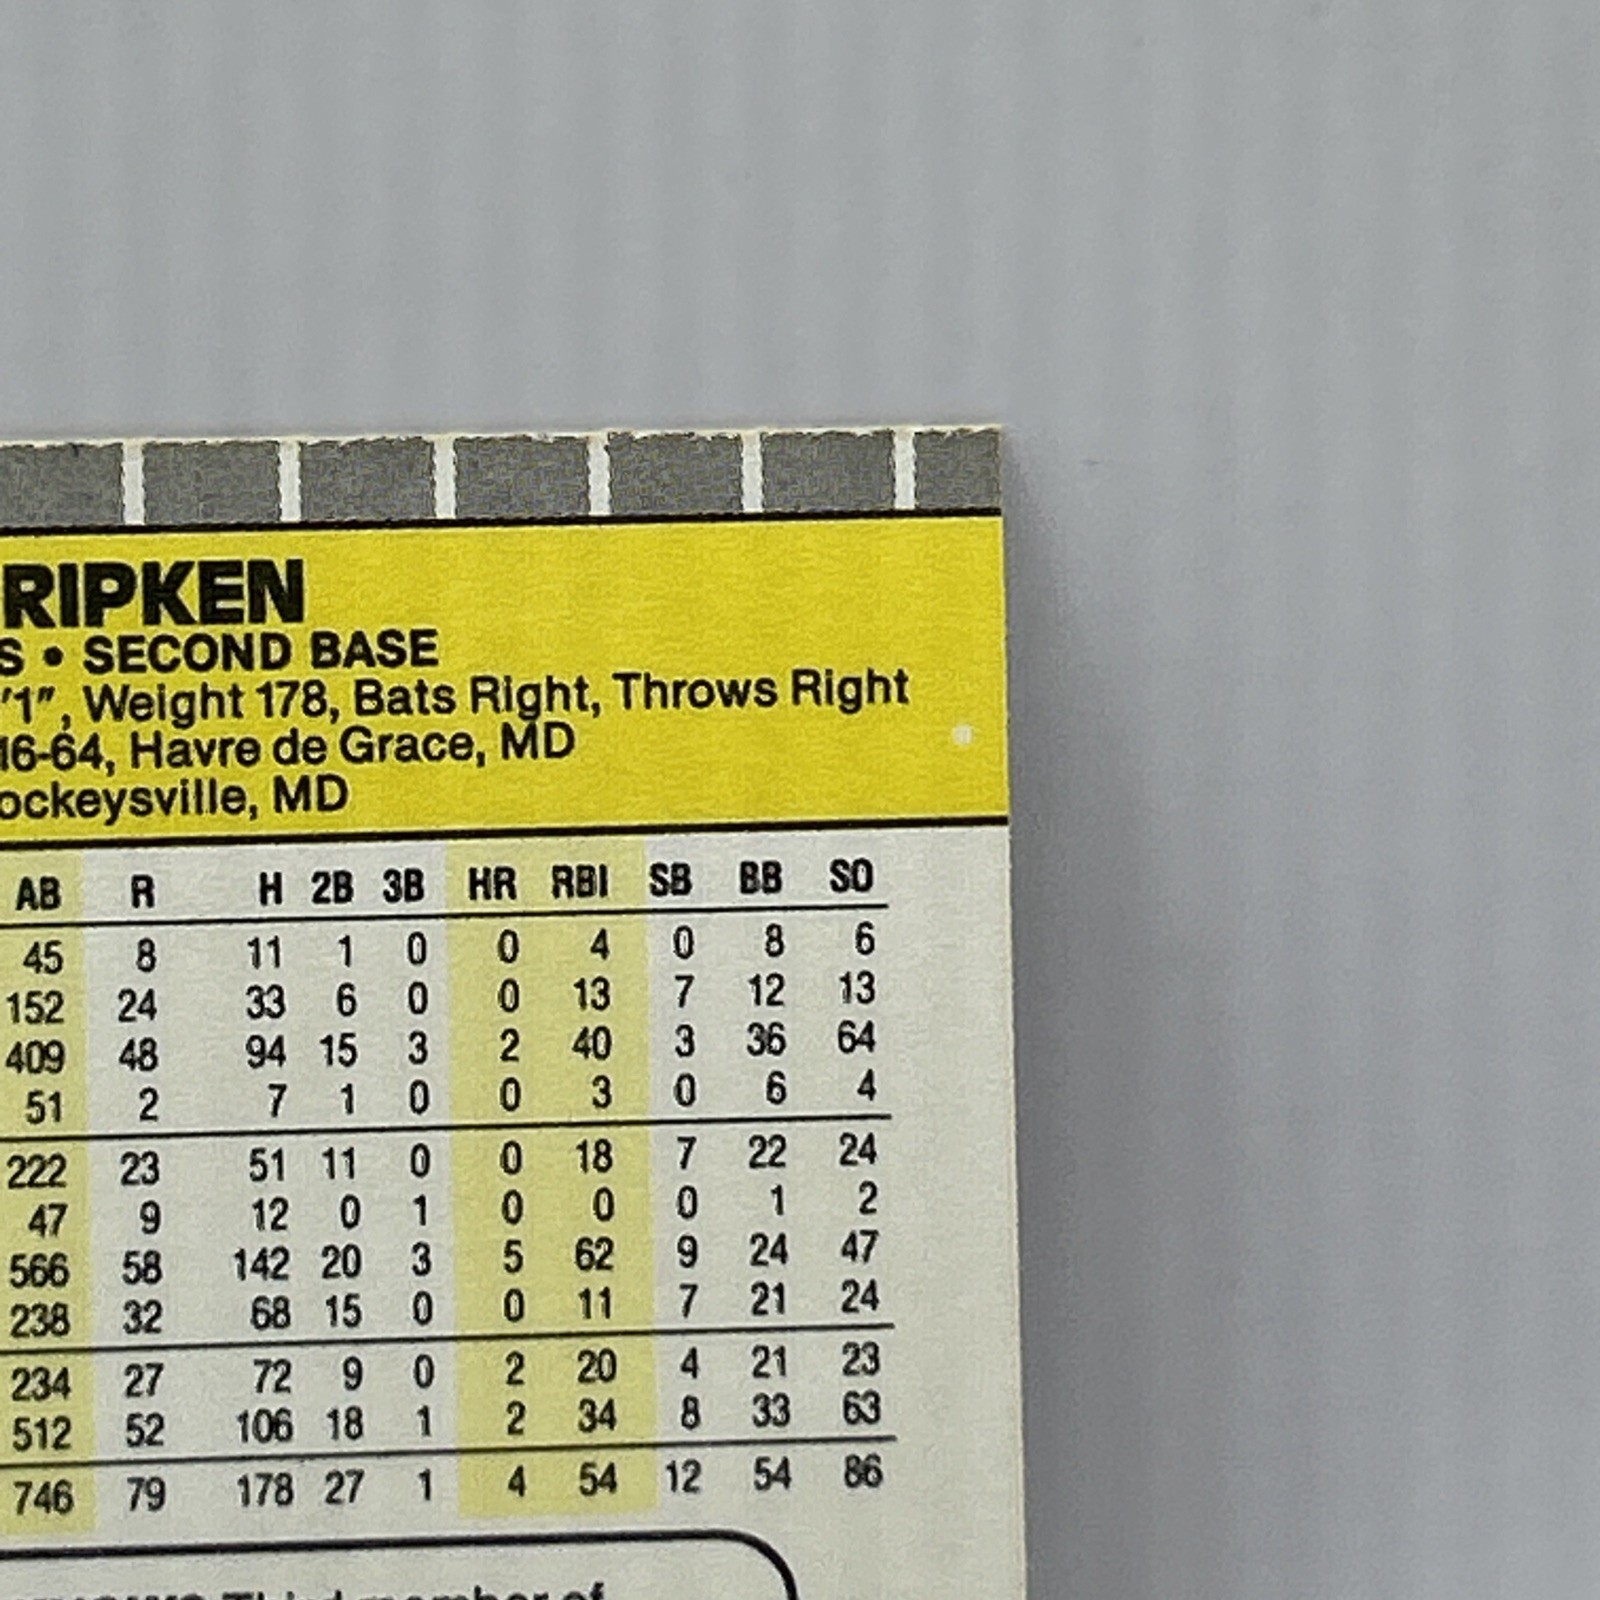 RIPKEN
S • SECOND BASE
'1", Weight 178, Bats Right, Throws Right
16-64, Havre de Grace, MD
ockeysville, MD
AB R H 2B 3B HR RBI SB BB SO
45 8 11 1 0 0 4 0 8 6
152 24 33 6 0 0 13 7 12 13
409 48 94 15 3 2 40 3 36 64
51 2 7 1 0 0 3 0 6 4
222 23 51 11 0 0 18 7 22 24
47 9 12 0 1 0 0 0 1 2
566 58 142 20 3 5 62 9 24 47
238 32 68 15 0 0 11 7 21 24
234 27 72 9 0 2 20 4 21 23
512 52 106 18 1 2 34 8 33 63
746 79 178 27 1 4 54 12 54 86
Third member of